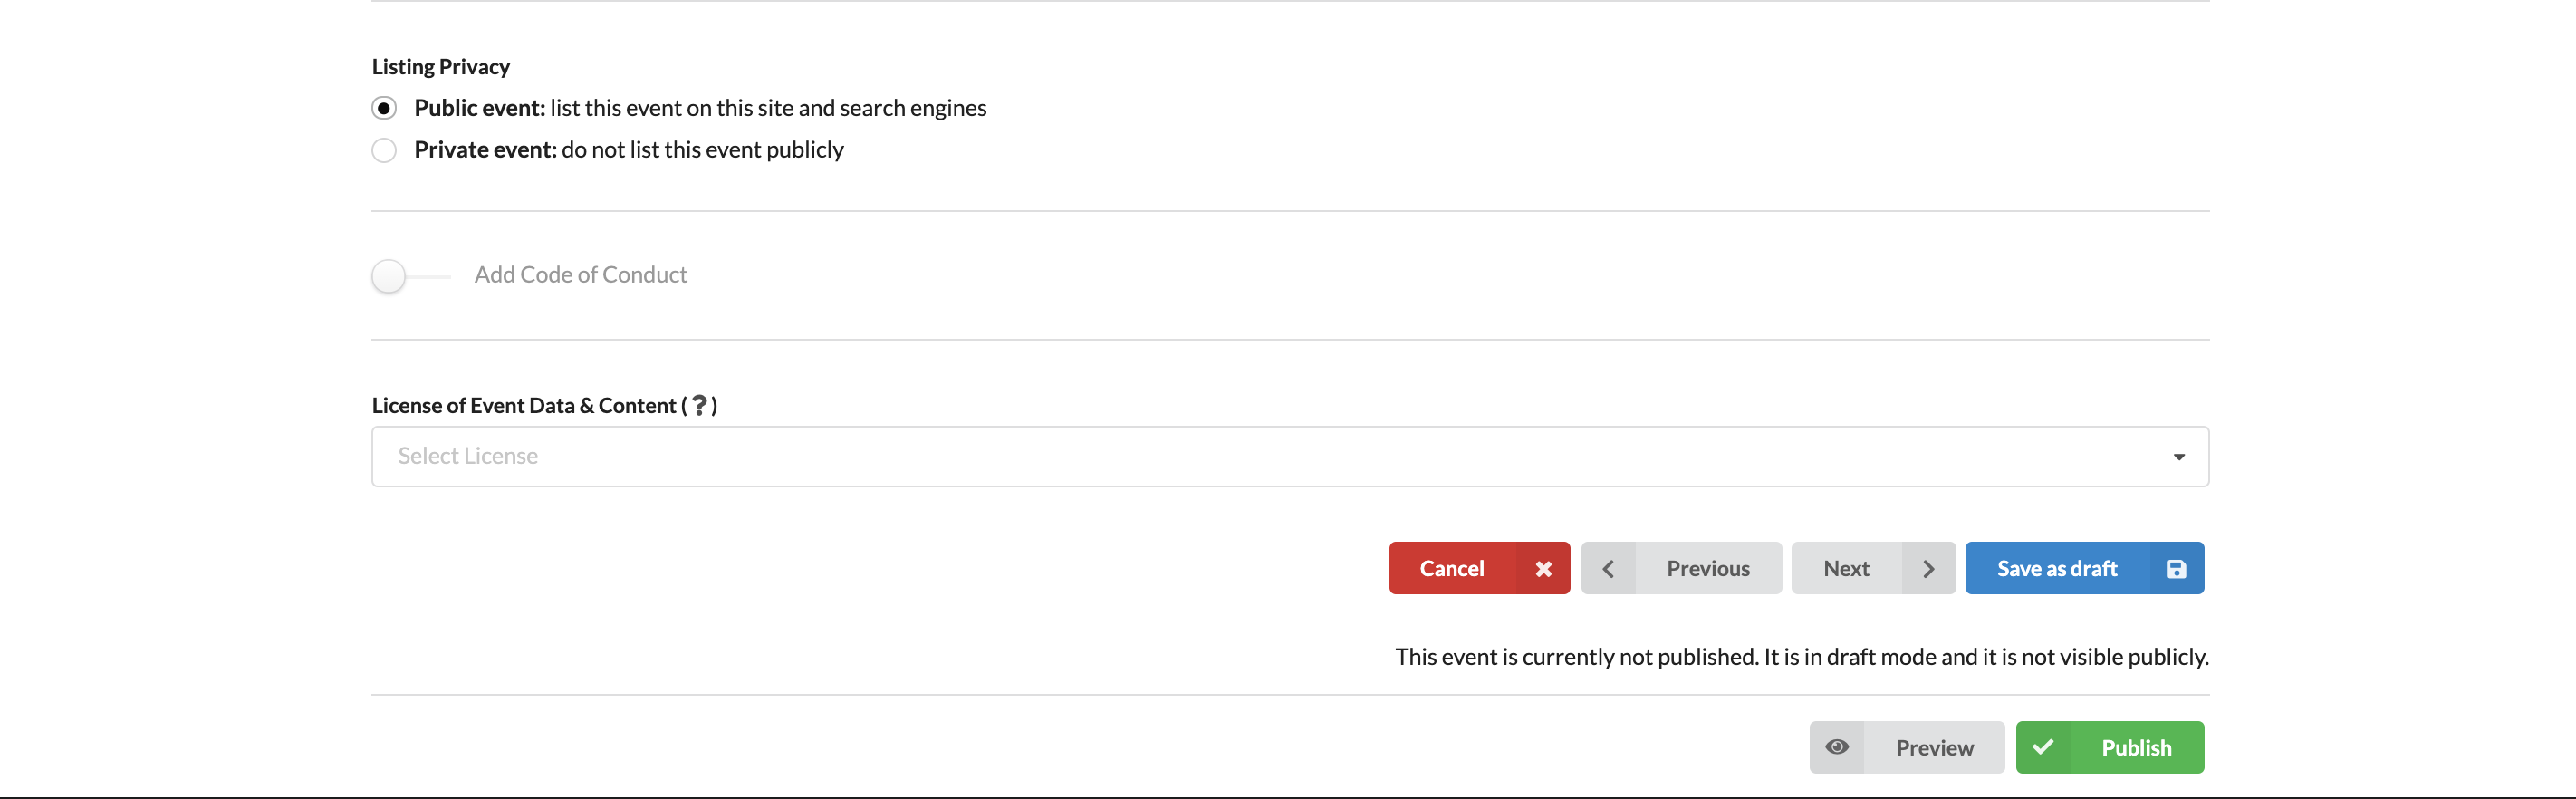 Listing Privacy
Public event: list this event on this site and search engines
Private event: do not list this event publicly
Add Code of Conduct
License of Event Data & Content ( ? )
Select License
Cancel
Previous
Next
Save as draft
This event is currently not published. It is in draft mode and it is not visible publicly.
Preview
Publish